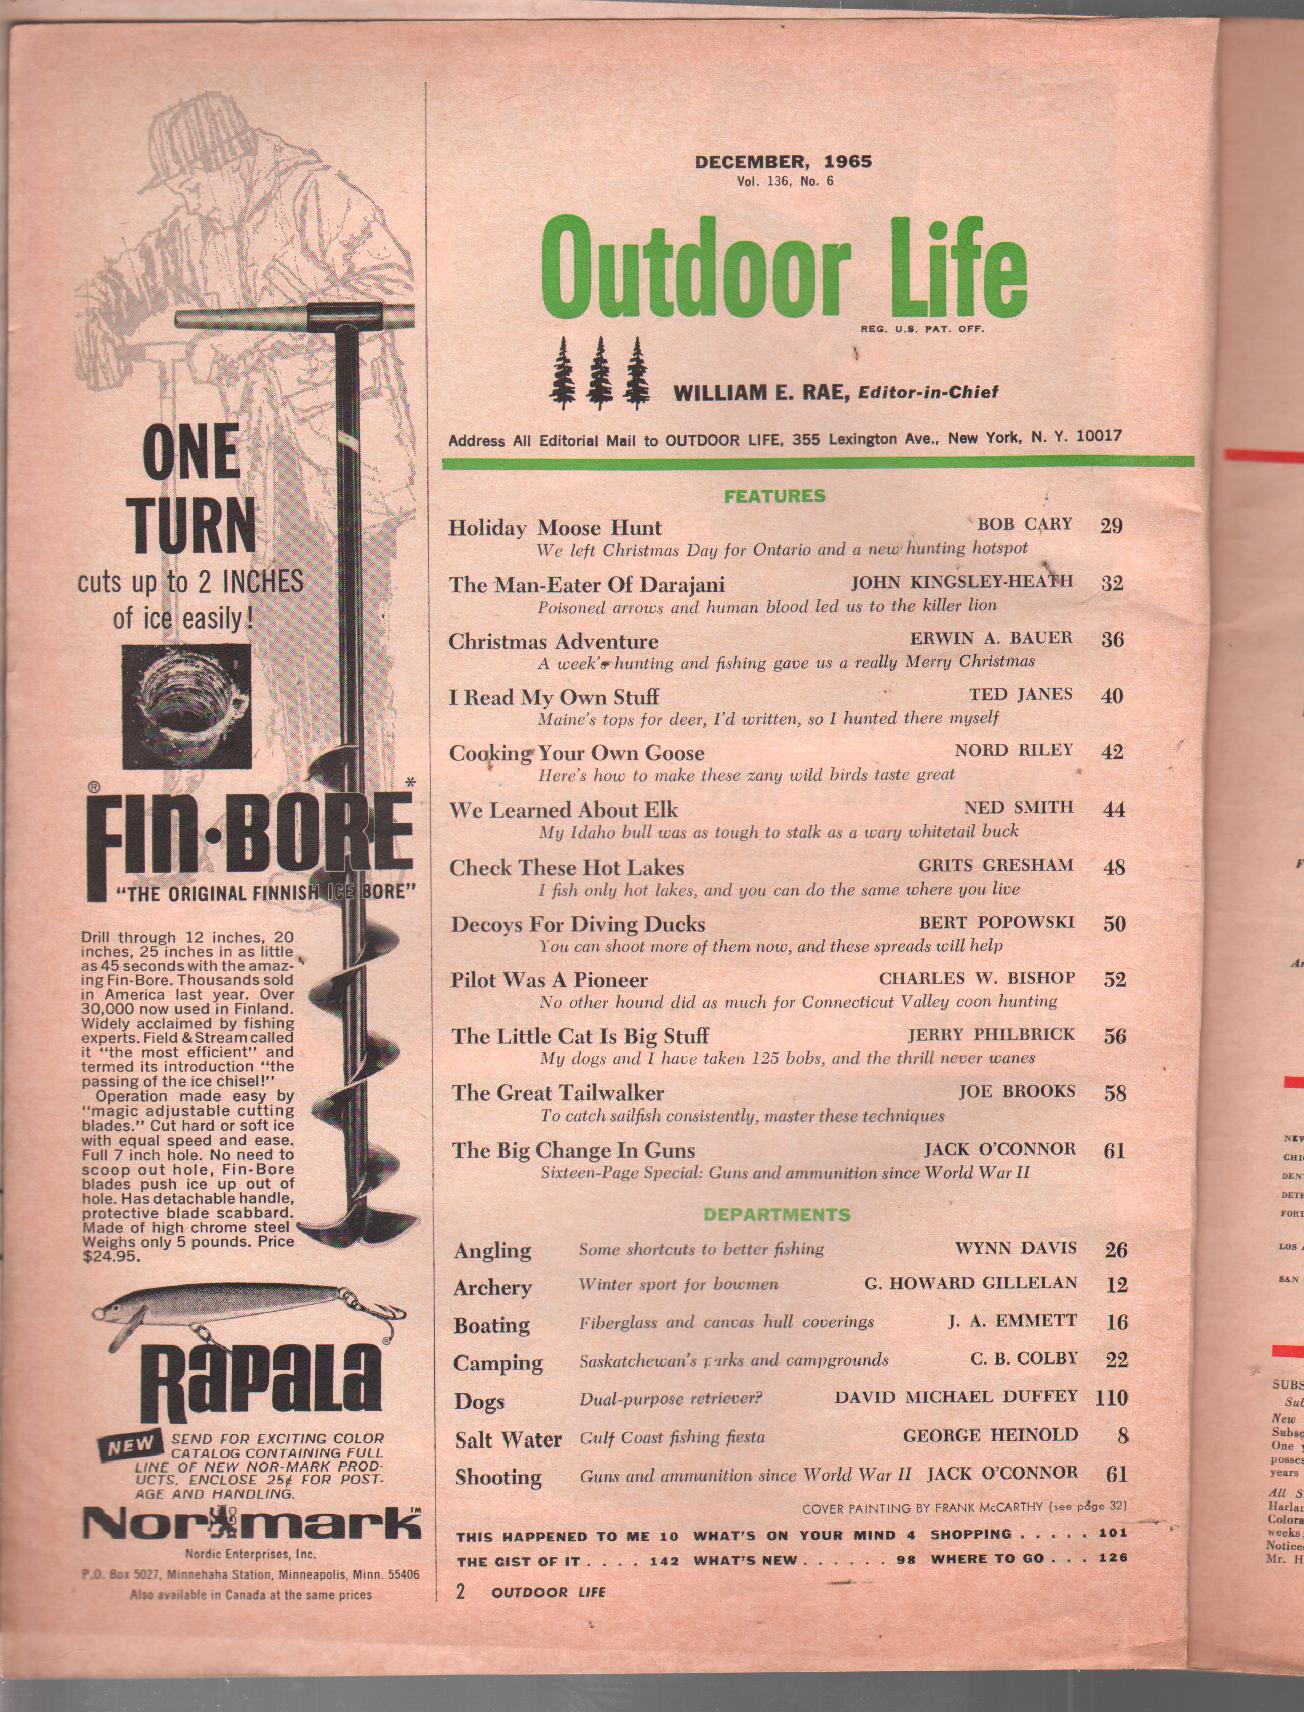 ONE
TURN
cuts up to 2 INCHES
of ice easily!
®
FIN·BORE*
"THE ORIGINAL FINNISH ICE BORE"
Drill through 12 inches, 20
inches, 25 inches in as little
as 45 seconds with the amaz-
ing Fin-Bore. Thousands sold
in America last year. Over
30,000 now used in Finland.
Widely acclaimed by fishing
experts. Field & Stream called
it "the most efficient" and
termed its introduction "the
passing of the ice chisel!"
Operation made easy by
"magic adjustable cutting
blades." Cut hard or soft ice
with equal speed and ease.
Full 7 inch hole. No need to
scoop out hole, Fin-Bore
blades push ice up out of
hole. Has detachable handle,
protective blade scabbard.
Made of high chrome steel
Weighs only 5 pounds. Price
$24.95.
RAPALA®
NEW SEND FOR EXCITING COLOR
CATALOG CONTAINING FULL
LINE OF NEW NOR-MARK PROD-
UCTS. ENCLOSE 25¢ FOR POST-
AGE AND HANDLING.
Normark™
Nordic Enterprises, Inc.
P.O. Box 5027, Minnehaha Station, Minneapolis, Minn. 55406
Also available in Canada at the same prices
DECEMBER, 1965
Vol. 136, No. 6
Outdoor Life
REG. U.S. PAT. OFF.
WILLIAM E. RAE, Editor-in-Chief
Address All Editorial Mail to OUTDOOR LIFE, 355 Lexington Ave., New York, N. Y. 10017
FEATURES
Holiday Moose Hunt BOB CARY 29
We left Christmas Day for Ontario and a new hunting hotspot
The Man-Eater Of Darajani JOHN KINGSLEY-HEATH 32
Poisoned arrows and human blood led us to the killer lion
Christmas Adventure ERWIN A. BAUER 36
A week's hunting and fishing gave us a really Merry Christmas
I Read My Own Stuff TED JANES 40
Maine's tops for deer, I'd written, so I hunted there myself
Cooking Your Own Goose NORD RILEY 42
Here's how to make these zany wild birds taste great
We Learned About Elk NED SMITH 44
My Idaho bull was as tough to stalk as a wary whitetail buck
Check These Hot Lakes GRITS GRESHAM 48
I fish only hot lakes, and you can do the same where you live
Decoys For Diving Ducks BERT POPOWSKI 50
You can shoot more of them now, and these spreads will help
Pilot Was A Pioneer CHARLES W. BISHOP 52
No other hound did as much for Connecticut Valley coon hunting
The Little Cat Is Big Stuff JERRY PHILBRICK 56
My dogs and I have taken 125 bobs, and the thrill never wanes
The Great Tailwalker JOE BROOKS 58
To catch sailfish consistently, master these techniques
The Big Change In Guns JACK O'CONNOR 61
Sixteen-Page Special: Guns and ammunition since World War II
DEPARTMENTS
Angling Some shortcuts to better fishing WYNN DAVIS 26
Archery Winter sport for bowmen G. HOWARD GILLELAN 12
Boating Fiberglass and canvas hull coverings J. A. EMMETT 16
Camping Saskatchewan's parks and campgrounds C. B. COLBY 22
Dogs Dual-purpose retriever? DAVID MICHAEL DUFFEY 110
Salt Water Gulf Coast fishing fiesta GEORGE HEINOLD 8
Shooting Guns and ammunition since World War II JACK O'CONNOR 61
COVER PAINTING BY FRANK McCARTHY (see page 32)
THIS HAPPENED TO ME 10 WHAT'S ON YOUR MIND 4 SHOPPING . . . . . 101
THE GIST OF IT . . . . 142 WHAT'S NEW . . . . . . 98 WHERE TO GO . . . 126
2 OUTDOOR LIFE
LOS
SAN
New
One
years
All S
weeks
Mr. H